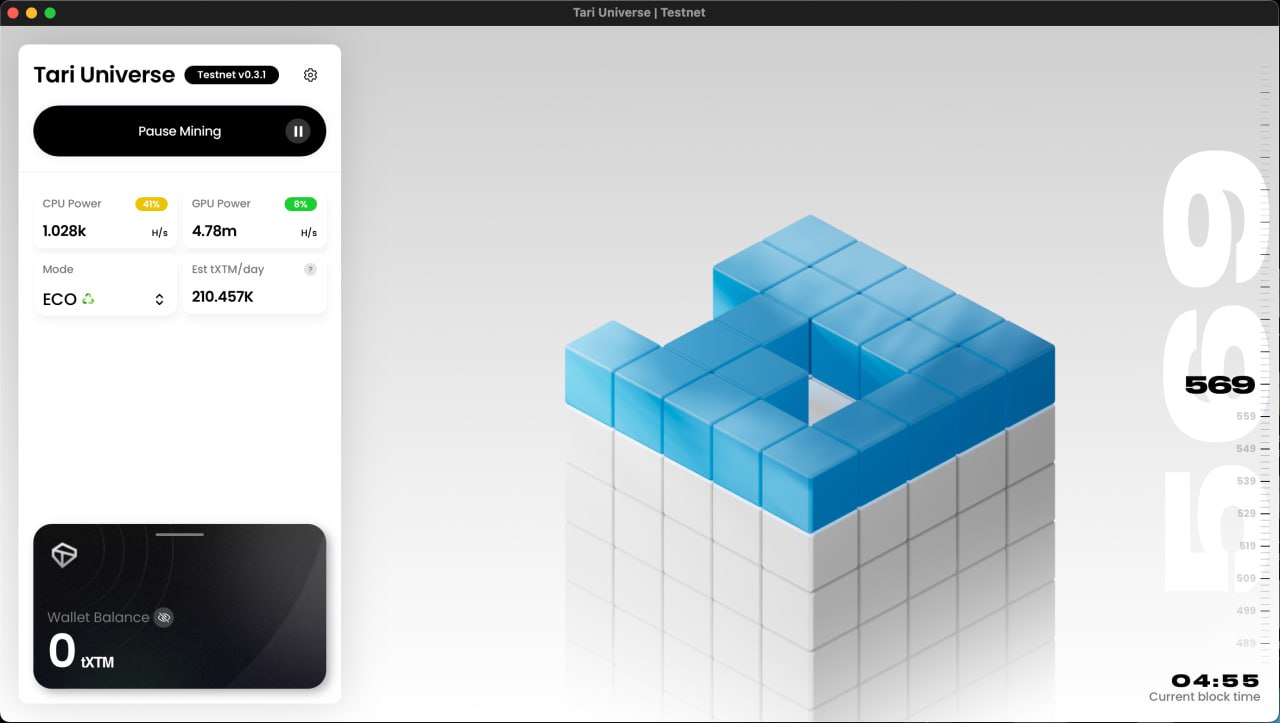 Tari Universe | Testnet
Tari Universe Testnet v0.3.1
Pause Mining
CPU Power 41%
1.028k H/s
GPU Power 8%
4.78m H/s
Mode
ECO
Est tXTM/day ?
210.457K
Wallet Balance
0 tXTM
569
569
559
549
539
529
519
509
499
489
04:55
Current block time